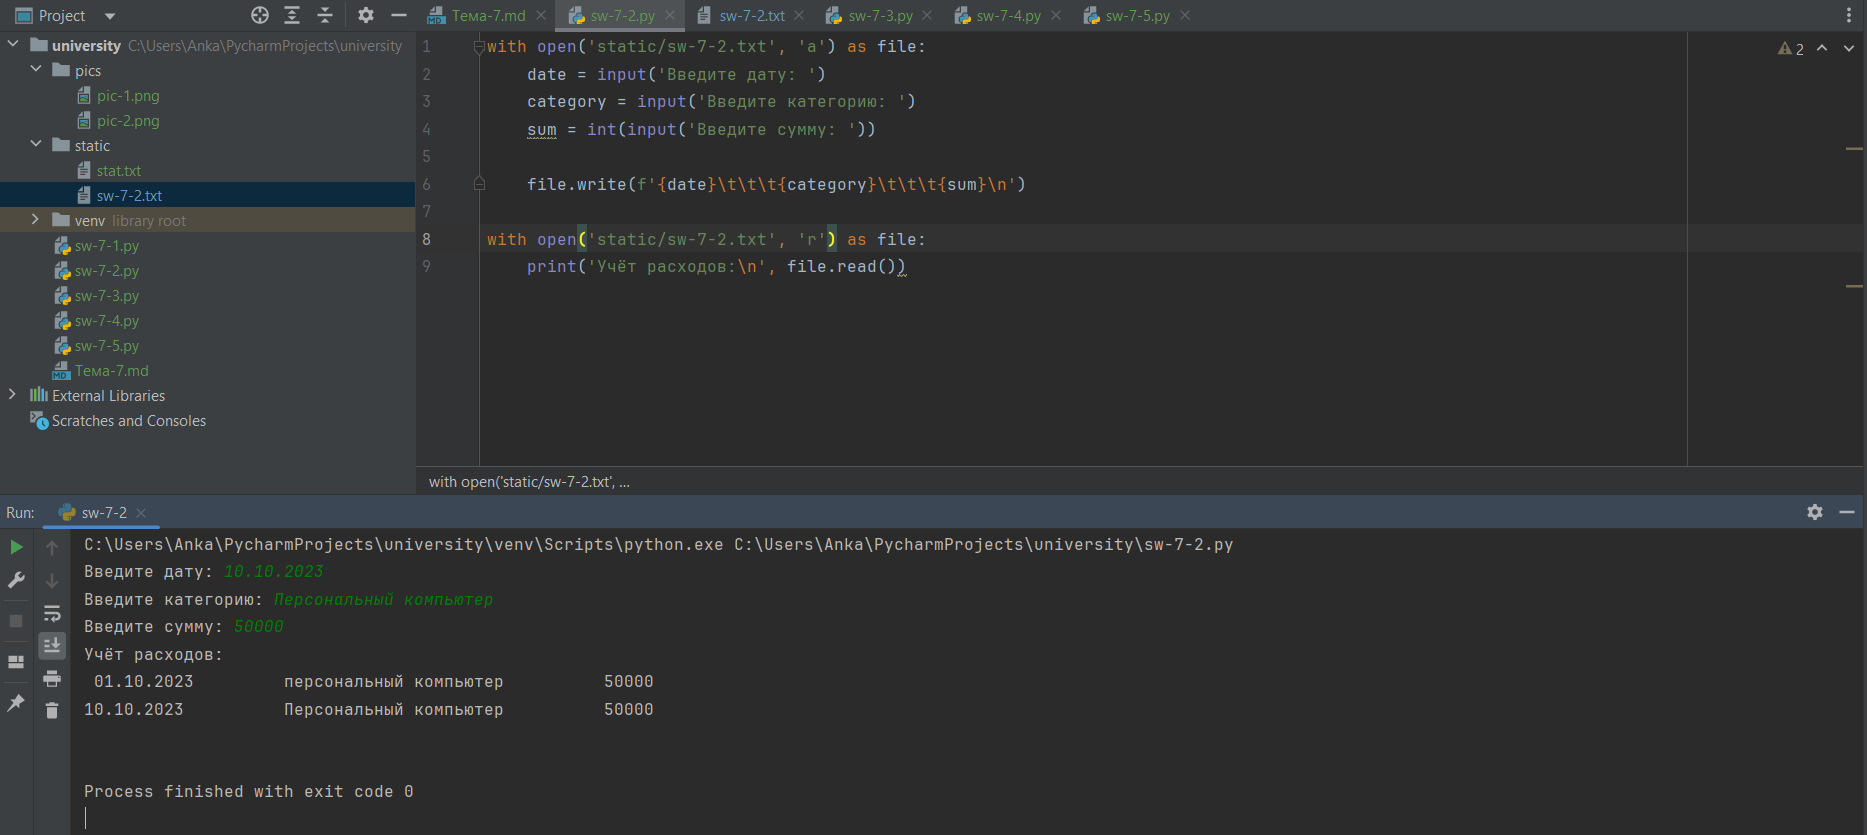 Project
Тема-7.md
sw-7-2.py
sw-7-2.txt
sw-7-3.py
sw-7-4.py
sw-7-5.py
university C:\Users\Anka\PycharmProjects\university
pics
pic-1.png
pic-2.png
static
stat.txt
sw-7-2.txt
venv library root
sw-7-1.py
sw-7-2.py
sw-7-3.py
sw-7-4.py
sw-7-5.py
Тема-7.md
External Libraries
Scratches and Consoles
1 with open('static/sw-7-2.txt', 'a') as file:
2 date = input('Введите дату: ')
3 category = input('Введите категорию: ')
4 sum = int(input('Введите сумму: '))
5
6 file.write(f'{date}\t\t\t{category}\t\t\t{sum}\n')
7
8 with open('static/sw-7-2.txt', 'r') as file:
9 print('Учёт расходов:\n', file.read())
2
with open('static/sw-7-2.txt', ...
Run: sw-7-2
C:\Users\Anka\PycharmProjects\university\venv\Scripts\python.exe C:\Users\Anka\PycharmProjects\university\sw-7-2.py
Введите дату: 10.10.2023
Введите категорию: Персональный компьютер
Введите сумму: 50000
Учёт расходов:
01.10.2023 персональный компьютер 50000
10.10.2023 Персональный компьютер 50000
Process finished with exit code 0